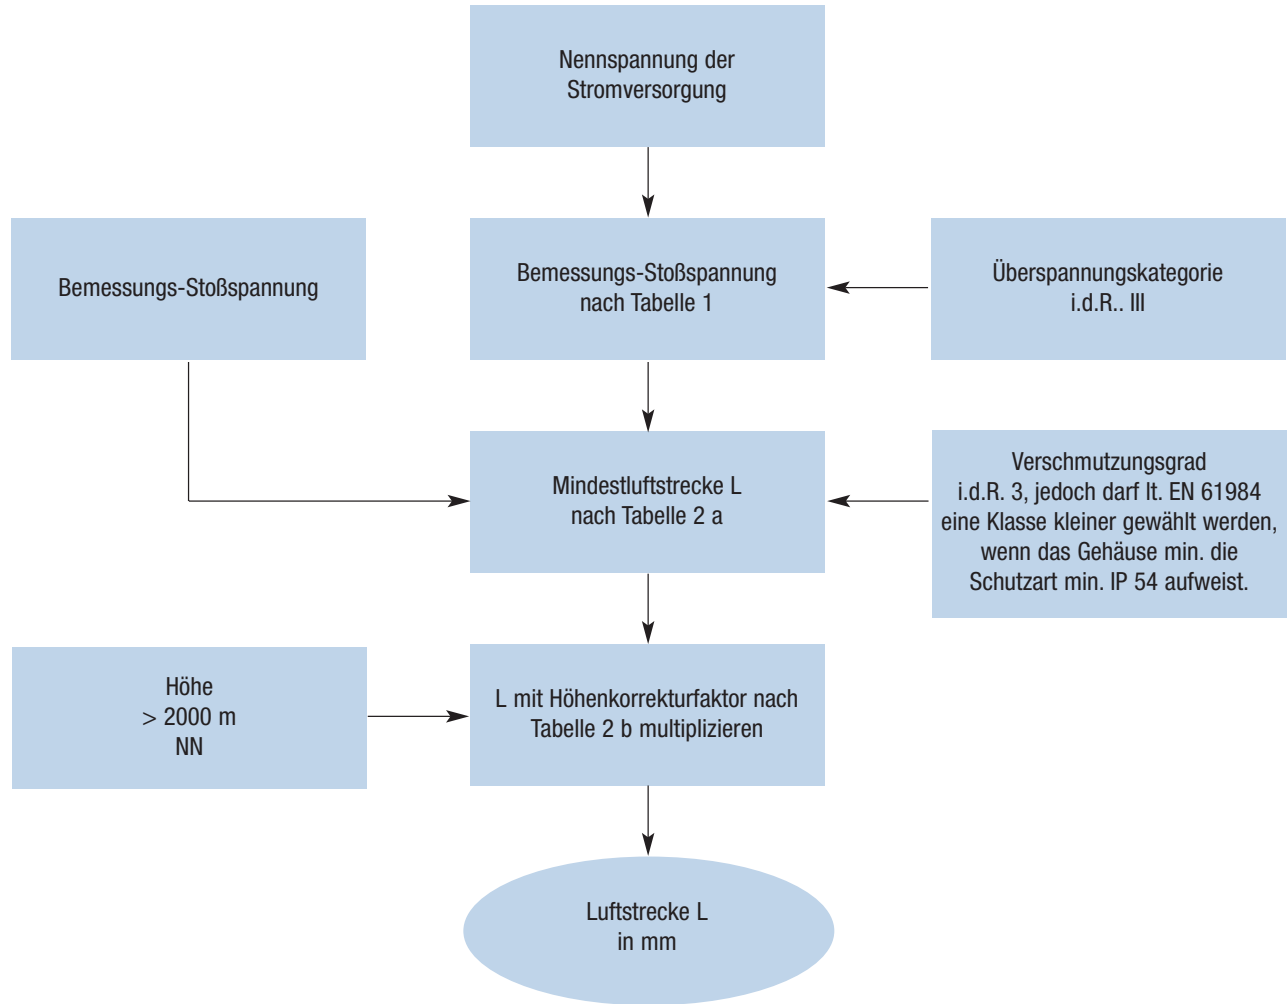 Nennspannung der
Stromversorgung
Bemessungs-Stoßspannung
Bemessungs-Stoßspannung
nach Tabelle 1
Überspannungskategorie
i.d.R.. III
Mindestluftstrecke L
nach Tabelle 2 a
Verschmutzungsgrad
i.d.R. 3, jedoch darf lt. EN 61984
eine Klasse kleiner gewählt werden,
wenn das Gehäuse min. die
Schutzart min. IP 54 aufweist.
Höhe
> 2000 m
NN
L mit Höhenkorrekturfaktor nach
Tabelle 2 b multiplizieren
Luftstrecke L
in mm